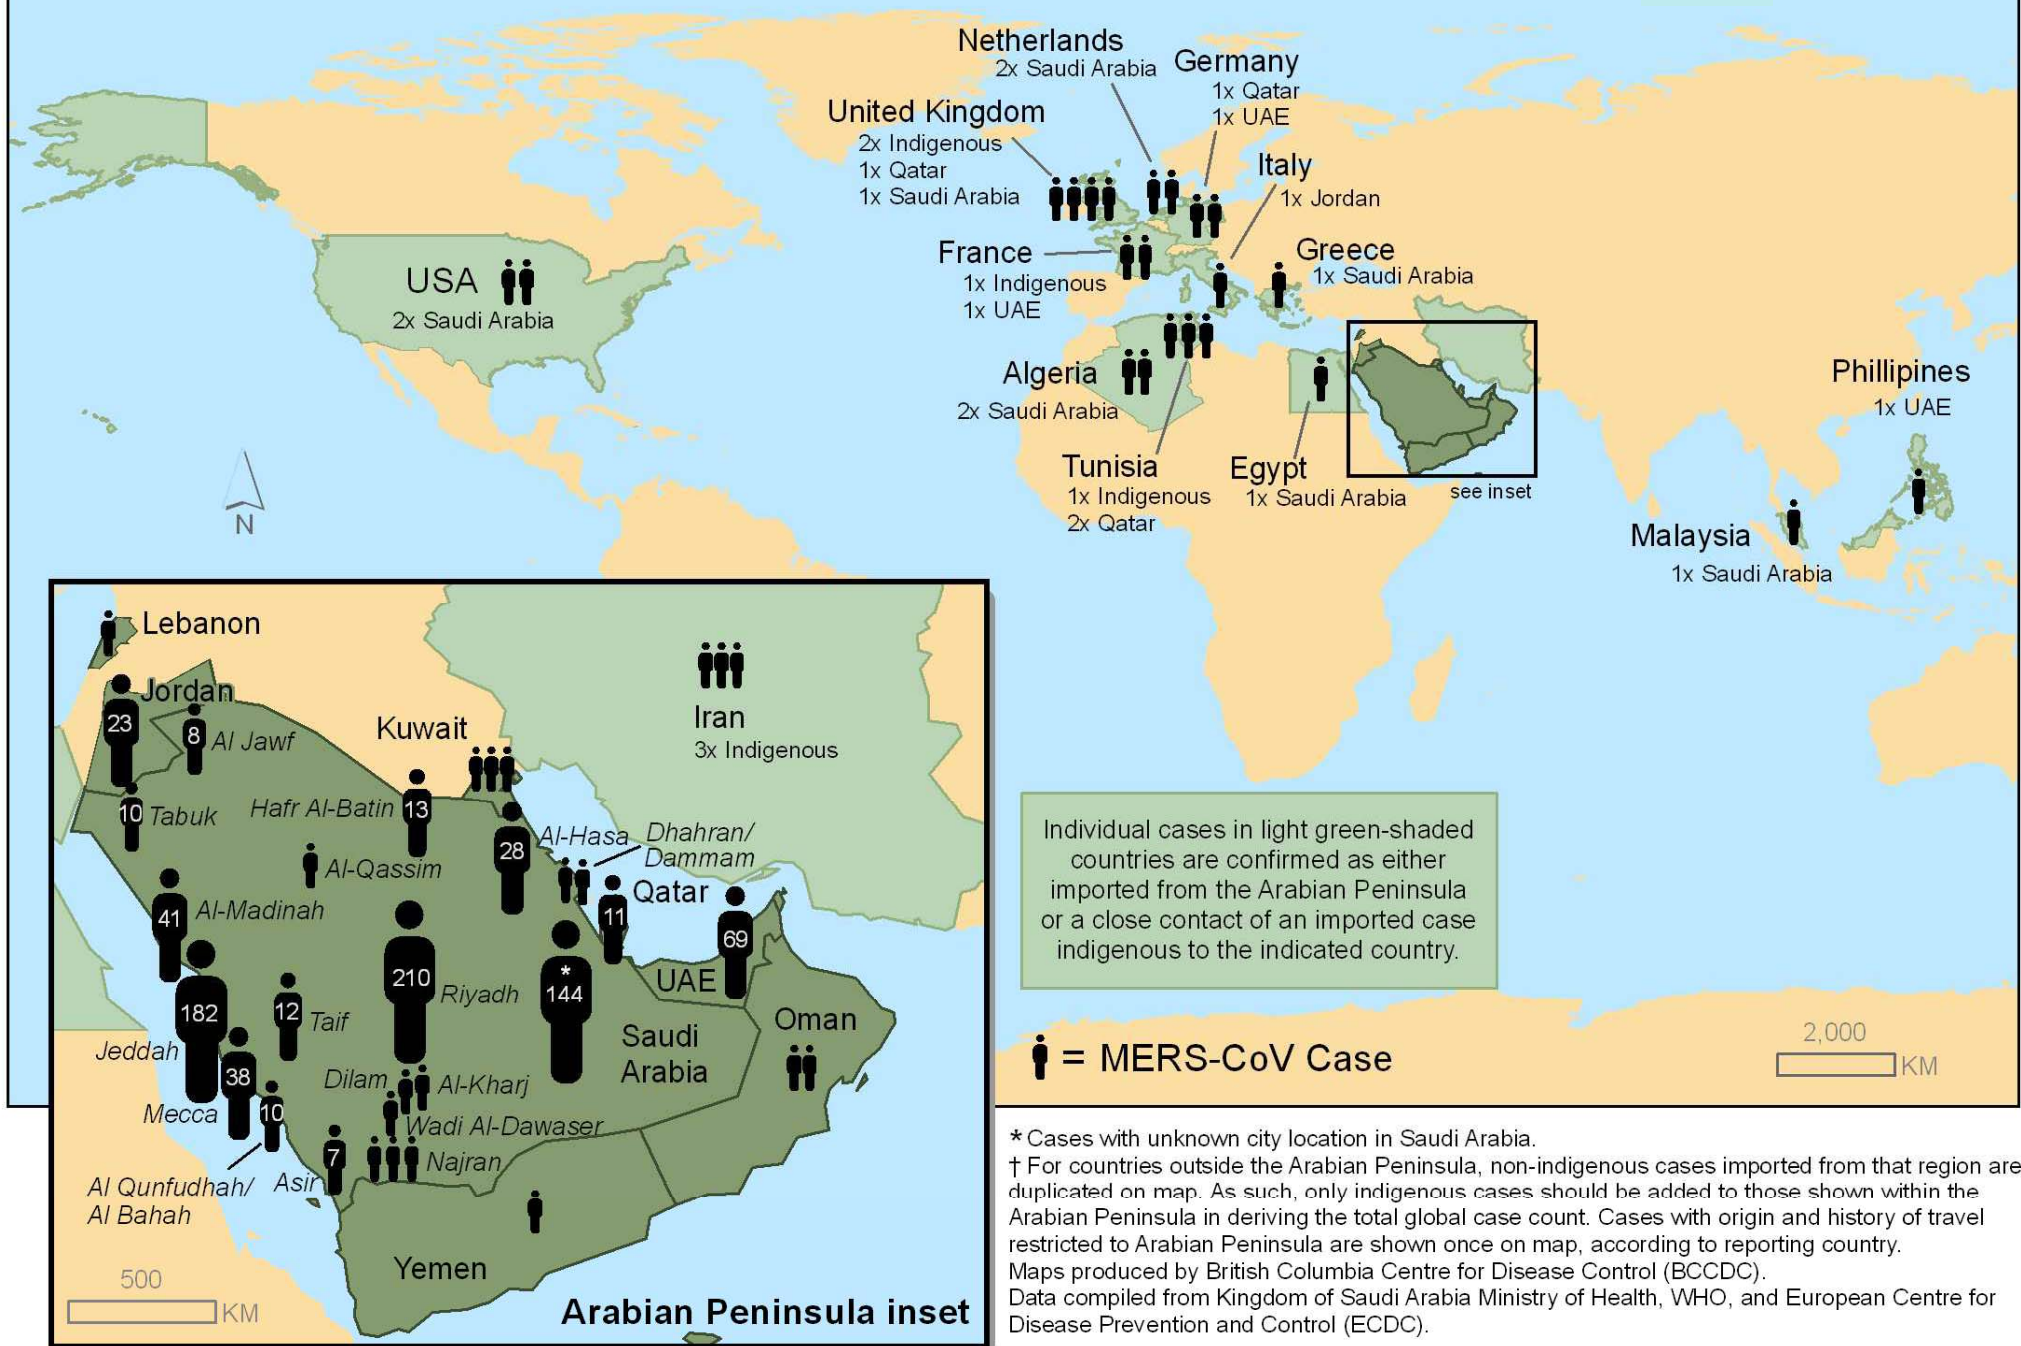 Netherlands
2x Saudi Arabia
Germany
1x Qatar
1x UAE
United Kingdom
2x Indigenous
1x Qatar
1x Saudi Arabia
Italy
1x Jordan
France
1x Indigenous
1x UAE
Greece
1x Saudi Arabia
USA
2x Saudi Arabia
Algeria
2x Saudi Arabia
Tunisia
1x Indigenous
2x Qatar
Egypt
1x Saudi Arabia
see inset
Phillipines
1x UAE
Malaysia
1x Saudi Arabia
N
Lebanon
Jordan
23
8 Al Jawf
10 Tabuk
Kuwait
Iran
3x Indigenous
Hafr Al-Batin 13
28 Al-Hasa
Dhahran/
Dammam
Al-Qassim
41 Al-Madinah
Qatar
11
69
UAE
210 Riyadh
*
144
182
Jeddah
12 Taif
Saudi
Arabia
Oman
38
Mecca
10
Al Qunfudhah/
Al Bahah
Dilam
Al-Kharj
Wadi Al-Dawaser
7
Asir
Najran
Yemen
500
KM
Arabian Peninsula inset
Individual cases in light green-shaded
countries are confirmed as either
imported from the Arabian Peninsula
or a close contact of an imported case
indigenous to the indicated country.
= MERS-CoV Case
2,000
KM
* Cases with unknown city location in Saudi Arabia.
† For countries outside the Arabian Peninsula, non-indigenous cases imported from that region are
duplicated on map. As such, only indigenous cases should be added to those shown within the
Arabian Peninsula in deriving the total global case count. Cases with origin and history of travel
restricted to Arabian Peninsula are shown once on map, according to reporting country.
Maps produced by British Columbia Centre for Disease Control (BCCDC).
Data compiled from Kingdom of Saudi Arabia Ministry of Health, WHO, and European Centre for
Disease Prevention and Control (ECDC).